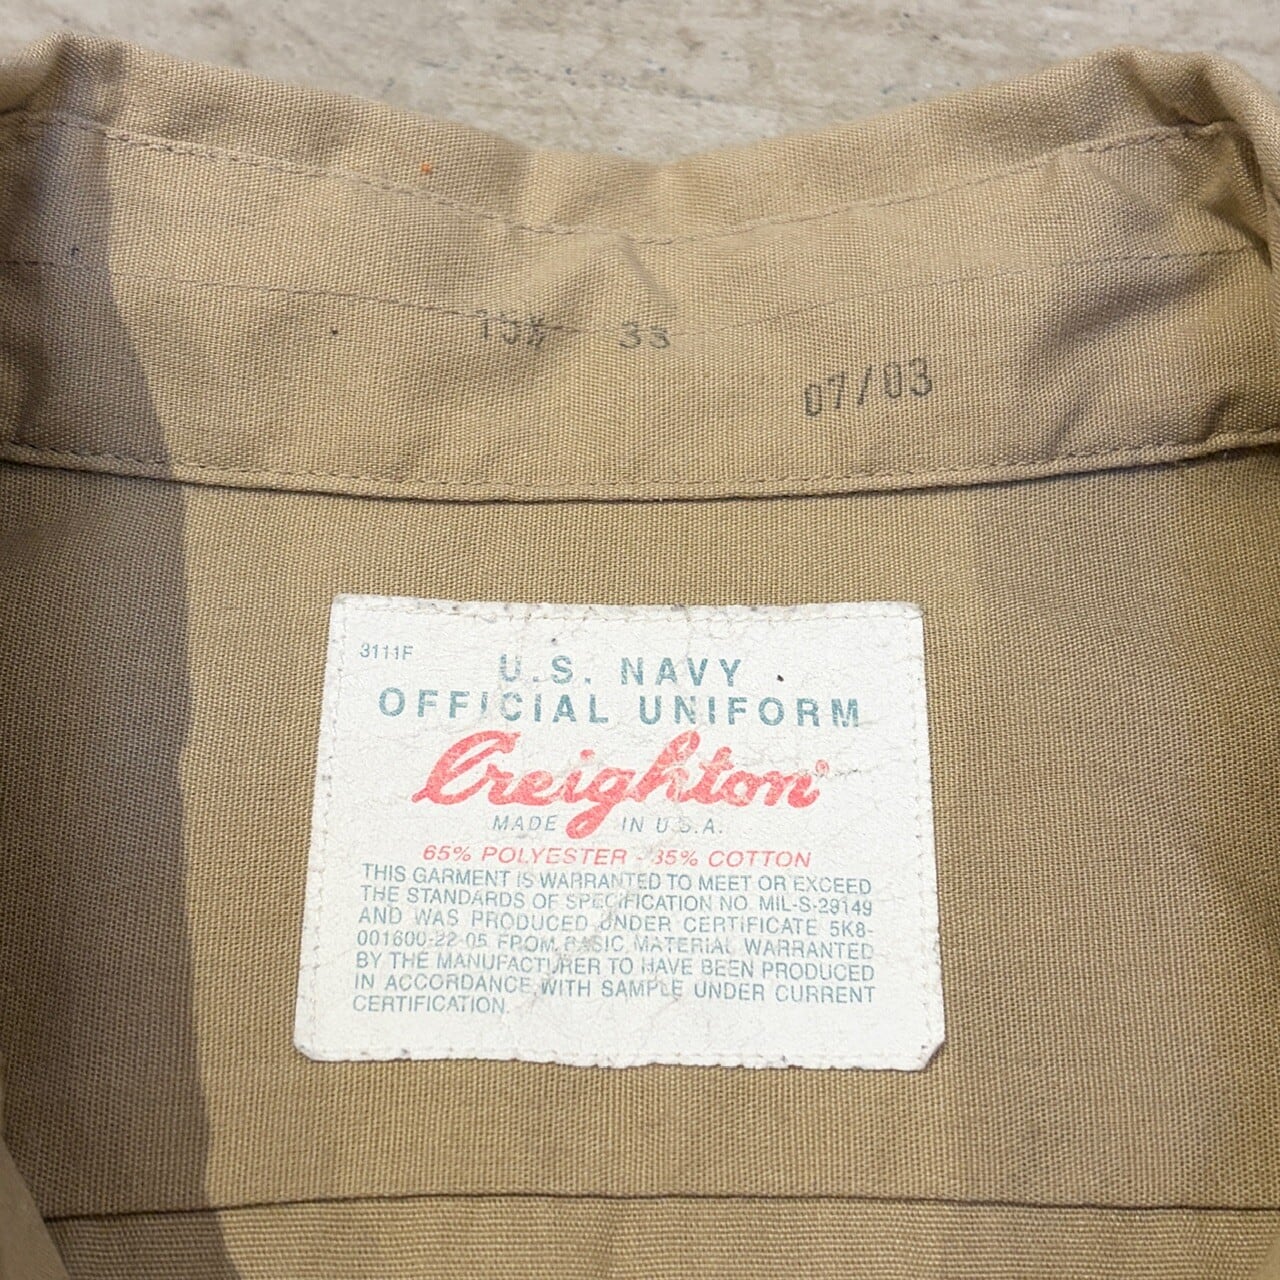 33
07/03
3111F
U.S. NAVY
OFFICIAL UNIFORM
Creighton®
MADE IN U.S.A.
65% POLYESTER - 35% COTTON
THIS GARMENT IS WARRANTED TO MEET OR EXCEED
THE STANDARDS OF SPECIFICATION NO. MIL-S-29149
AND WAS PRODUCED UNDER CERTIFICATE 5K8-
001600-22-05 FROM BASIC MATERIAL WARRANTED
BY THE MANUFACTURER TO HAVE BEEN PRODUCED
IN ACCORDANCE WITH SAMPLE UNDER CURRENT
CERTIFICATION.